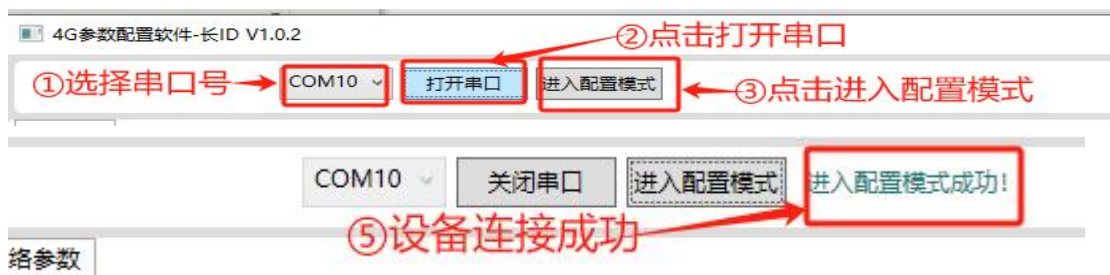 4G参数配置软件-长ID V1.0.2
②点击打开串口
①选择串口号
COM10
打开串口
进入配置模式
③点击进入配置模式
COM10
关闭串口
进入配置模式
进入配置模式成功!
⑤设备连接成功
络参数